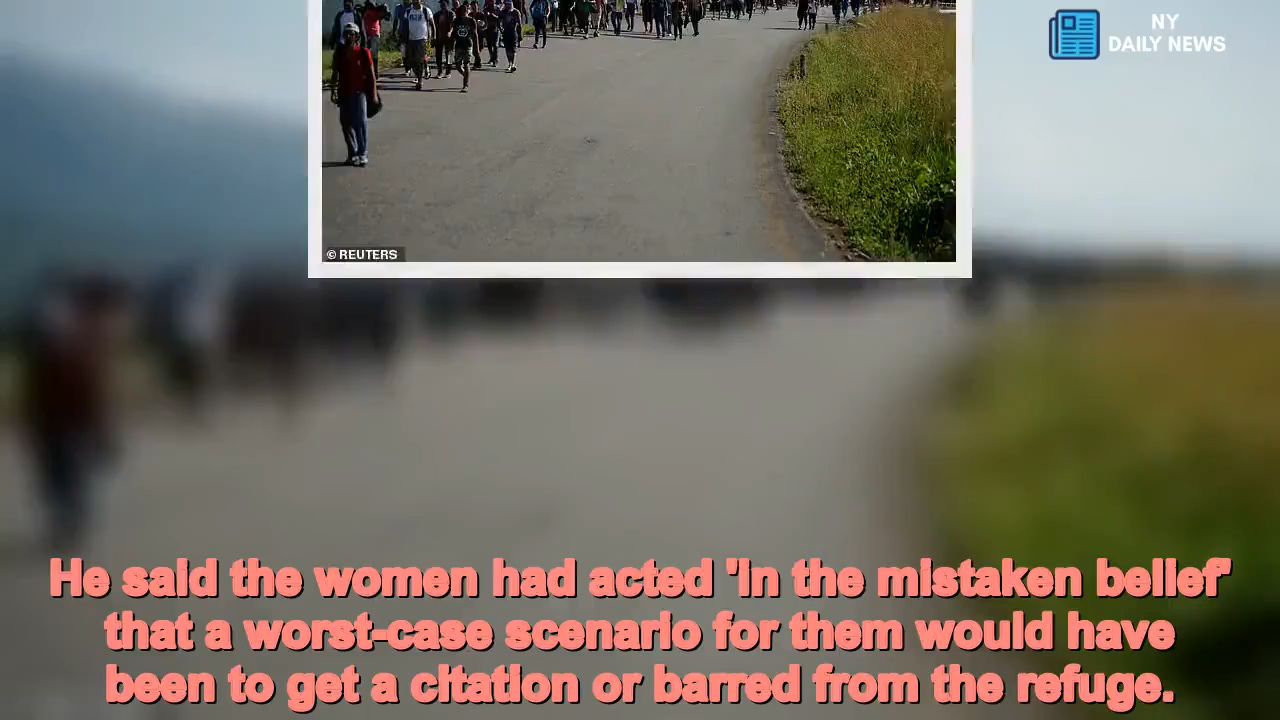 NY
DAILY NEWS
© REUTERS
He said the women had acted 'in the mistaken belief'
that a worst-case scenario for them would have
been to get a citation or barred from the refuge.